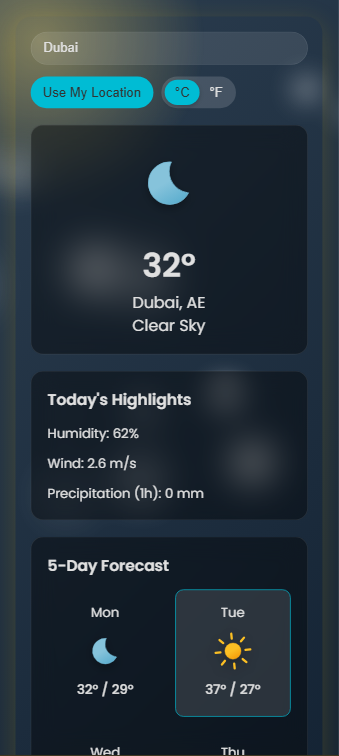 Dubai
Use My Location °C °F
32°
Dubai, AE
Clear Sky
Today's Highlights
Humidity: 62%
Wind: 2.6 m/s
Precipitation (1h): 0 mm
5-Day Forecast
Mon Tue
32° / 29° 37° / 27°
Wed Thu